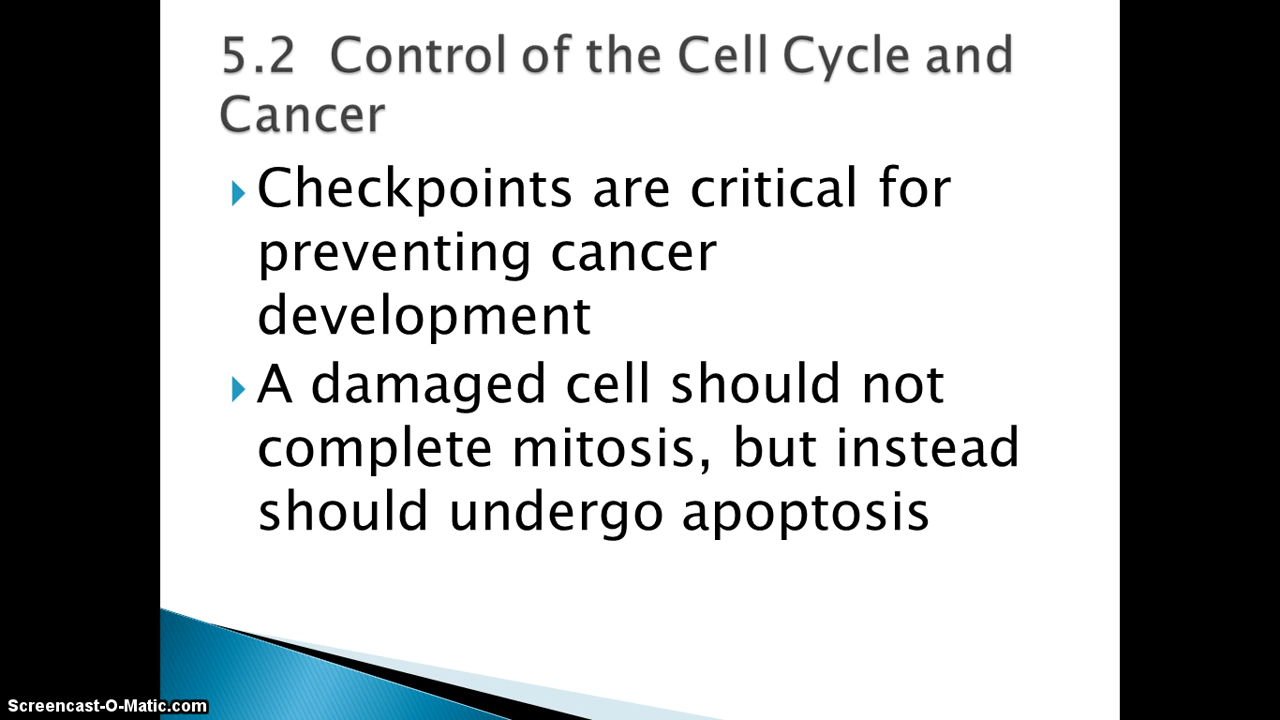 5.2 Control of the Cell Cycle and
Cancer
Checkpoints are critical for
preventing cancer
development
A damaged cell should not
complete mitosis, but instead
should undergo apoptosis
Screencast-O-Matic.com